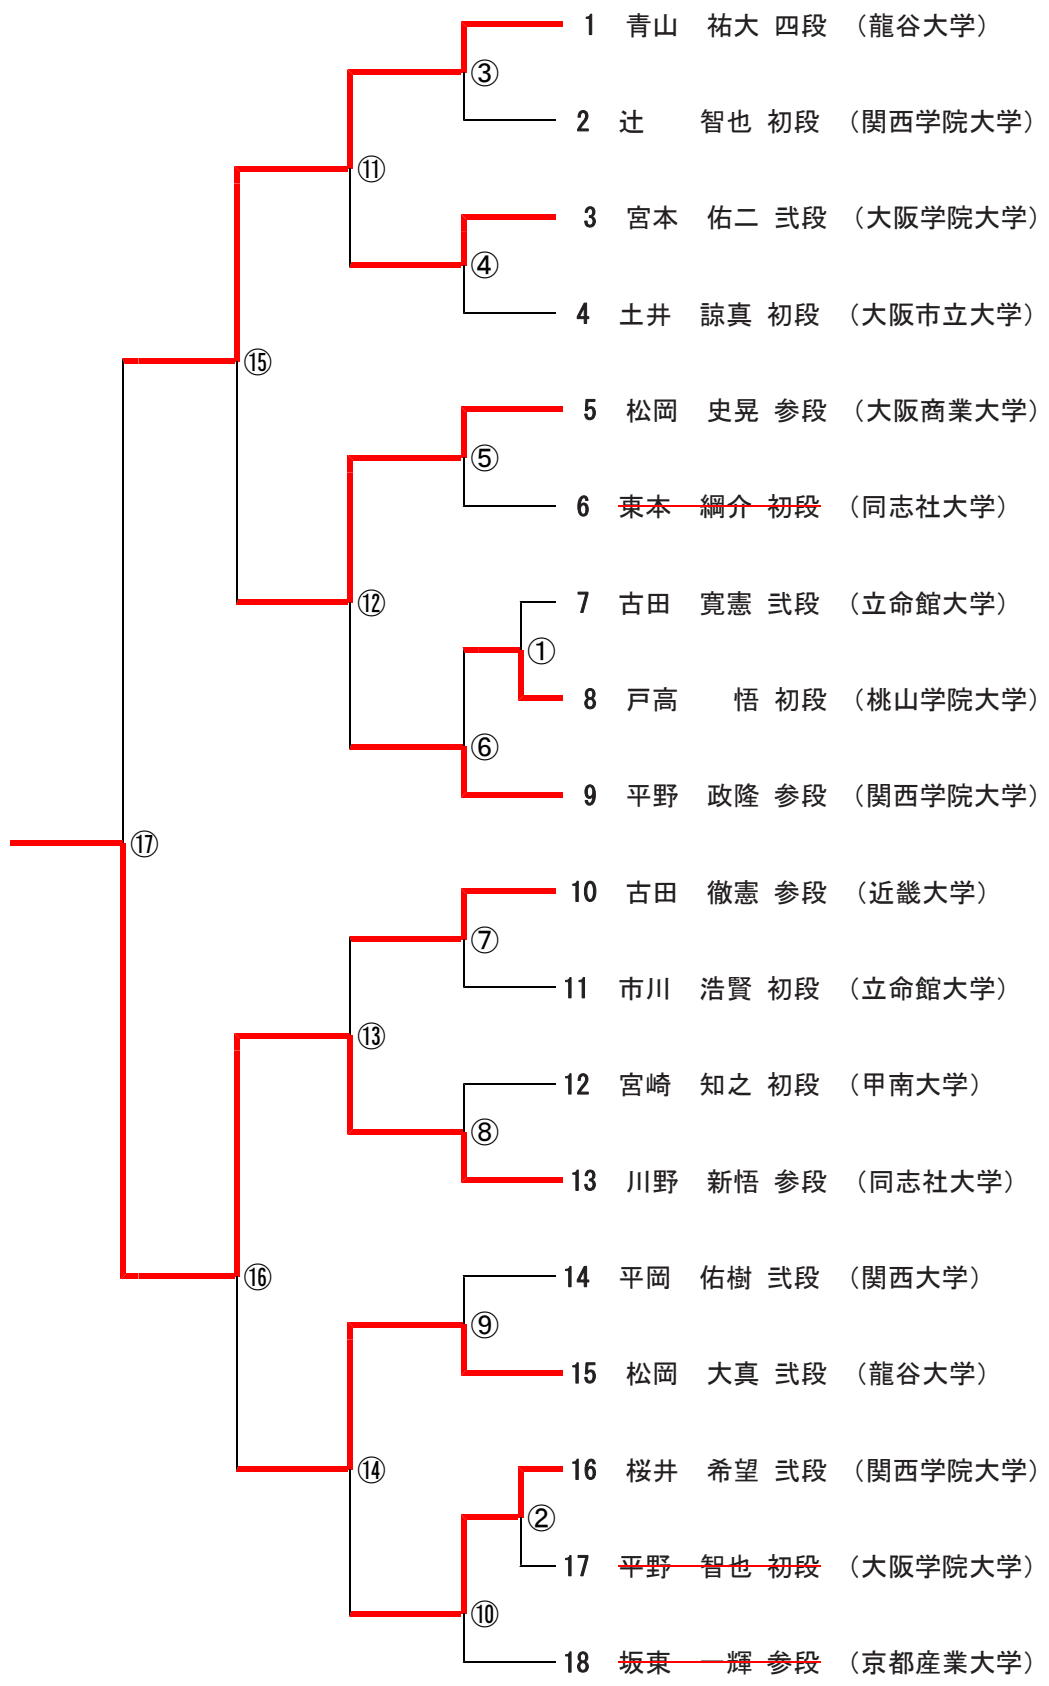 1 青山 祐大 四段 （龍谷大学）
③
2 辻 智也 初段 （関西学院大学）
⑪
3 宮本 佑二 弐段 （大阪学院大学）
④
4 土井 諒真 初段 （大阪市立大学）
⑮
5 松岡 史晃 参段 （大阪商業大学）
⑤
6 東本 綱介 初段 （同志社大学）
7 古田 寛憲 弐段 （立命館大学）
⑫
①
8 戸高 悟 初段 （桃山学院大学）
⑥
9 平野 政隆 参段 （関西学院大学）
⑰
10 古田 徹憲 参段 （近畿大学）
⑦
11 市川 浩賢 初段 （立命館大学）
⑬
12 宮崎 知之 初段 （甲南大学）
⑧
13 川野 新悟 参段 （同志社大学）
⑯
14 平岡 佑樹 弐段 （関西大学）
⑨
15 松岡 大真 弐段 （龍谷大学）
⑭
16 桜井 希望 弐段 （関西学院大学）
②
17 平野 智也 初段 （大阪学院大学）
⑩
18 坂東 一輝 参段 （京都産業大学）